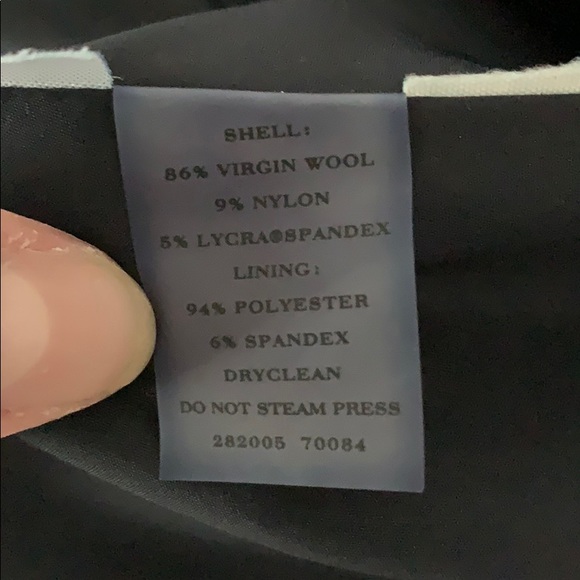 SHELL:
86% VIRGIN WOOL
9% NYLON
5% LYCRA®SPANDEX
LINING:
94% POLYESTER
6% SPANDEX
DRYCLEAN
DO NOT STEAM PRESS
282005 70084